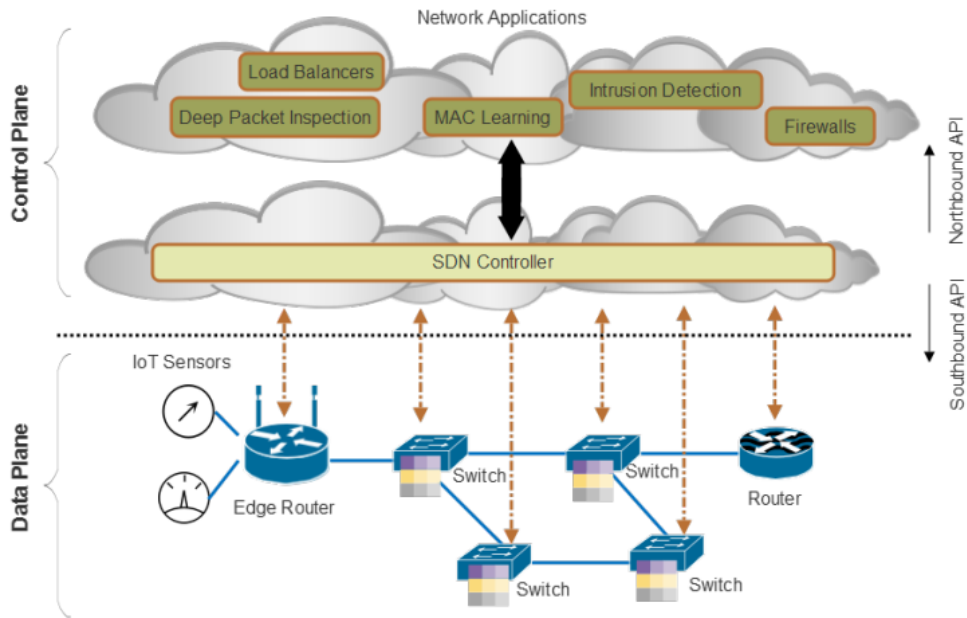 Network Applications
Control Plane
Load Balancers
Deep Packet Inspection
MAC Learning
Intrusion Detection
Firewalls
Northbound API
SDN Controller
Southbound API
Data Plane
IoT Sensors
Edge Router
Switch
Switch
Router
Switch
Switch